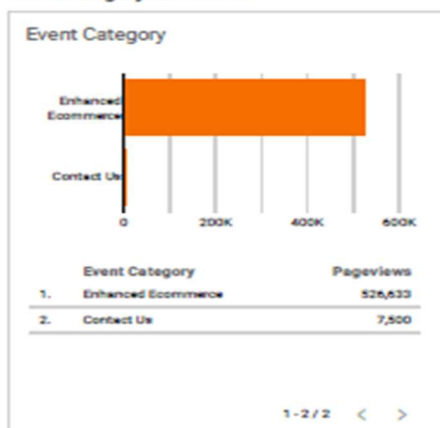 Event Category
Enhanced
Ecommerce
Contact Us
0 200K 400K 600K
Event Category Pageviews
1. Enhanced Ecommerce 526,633
2. Contact Us 7,500
1 - 2 / 2 < >